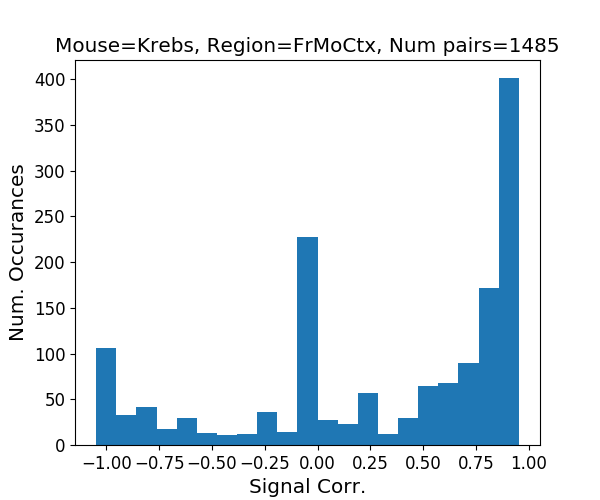 Mouse=Krebs, Region=FrMoCtx, Num pairs=1485
400
350
300
250
200
150
100
50
0
Num. Occurances
−1.00 −0.75 −0.50 −0.25 0.00 0.25 0.50 0.75 1.00
Signal Corr.